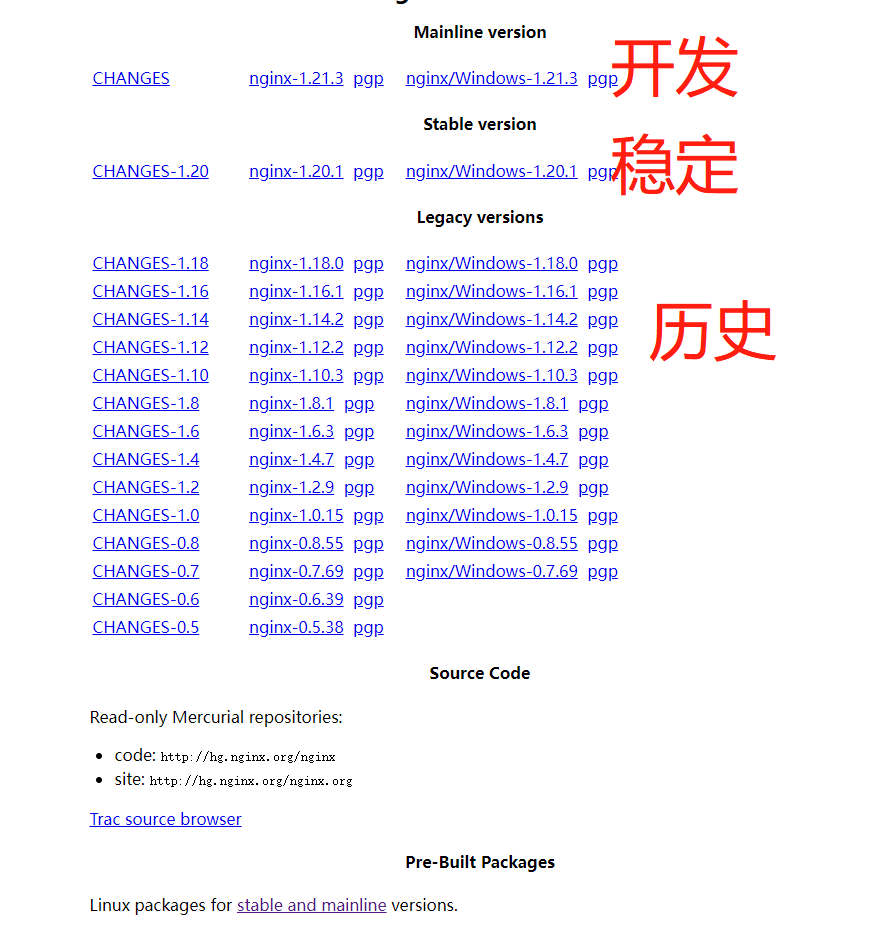 Mainline version
CHANGES nginx-1.21.3 pgp nginx/Windows-1.21.3 pgp
开发
Stable version
CHANGES-1.20 nginx-1.20.1 pgp nginx/Windows-1.20.1 pgp
稳定
Legacy versions
CHANGES-1.18 nginx-1.18.0 pgp nginx/Windows-1.18.0 pgp
CHANGES-1.16 nginx-1.16.1 pgp nginx/Windows-1.16.1 pgp
CHANGES-1.14 nginx-1.14.2 pgp nginx/Windows-1.14.2 pgp
历史
CHANGES-1.12 nginx-1.12.2 pgp nginx/Windows-1.12.2 pgp
CHANGES-1.10 nginx-1.10.3 pgp nginx/Windows-1.10.3 pgp
CHANGES-1.8 nginx-1.8.1 pgp nginx/Windows-1.8.1 pgp
CHANGES-1.6 nginx-1.6.3 pgp nginx/Windows-1.6.3 pgp
CHANGES-1.4 nginx-1.4.7 pgp nginx/Windows-1.4.7 pgp
CHANGES-1.2 nginx-1.2.9 pgp nginx/Windows-1.2.9 pgp
CHANGES-1.0 nginx-1.0.15 pgp nginx/Windows-1.0.15 pgp
CHANGES-0.8 nginx-0.8.55 pgp nginx/Windows-0.8.55 pgp
CHANGES-0.7 nginx-0.7.69 pgp nginx/Windows-0.7.69 pgp
CHANGES-0.6 nginx-0.6.39 pgp
CHANGES-0.5 nginx-0.5.38 pgp
Source Code
Read-only Mercurial repositories:
code: http://hg.nginx.org/nginx
site: http://hg.nginx.org/nginx.org
Trac source browser
Pre-Built Packages
Linux packages for stable and mainline versions.